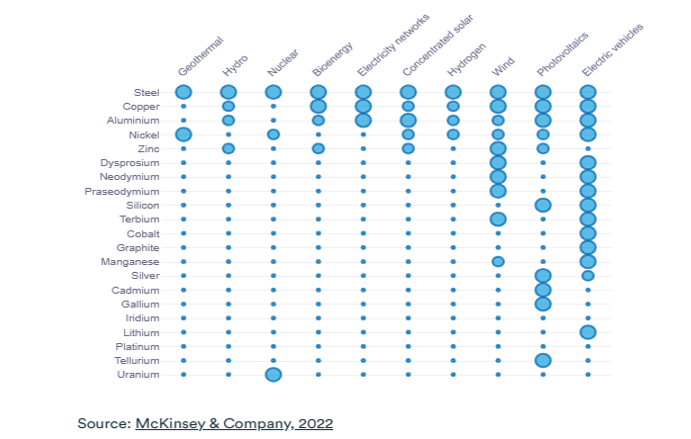 Geothermal
Hydro
Nuclear
Bioenergy
Electricity networks
Concentrated solar
Hydrogen
Wind
Photovoltaics
Electric vehicles
Steel
Copper
Aluminium
Nickel
Zinc
Dysprosium
Neodymium
Praseodymium
Silicon
Terbium
Cobalt
Graphite
Manganese
Silver
Cadmium
Gallium
Iridium
Lithium
Platinum
Tellurium
Uranium
Source: McKinsey & Company, 2022